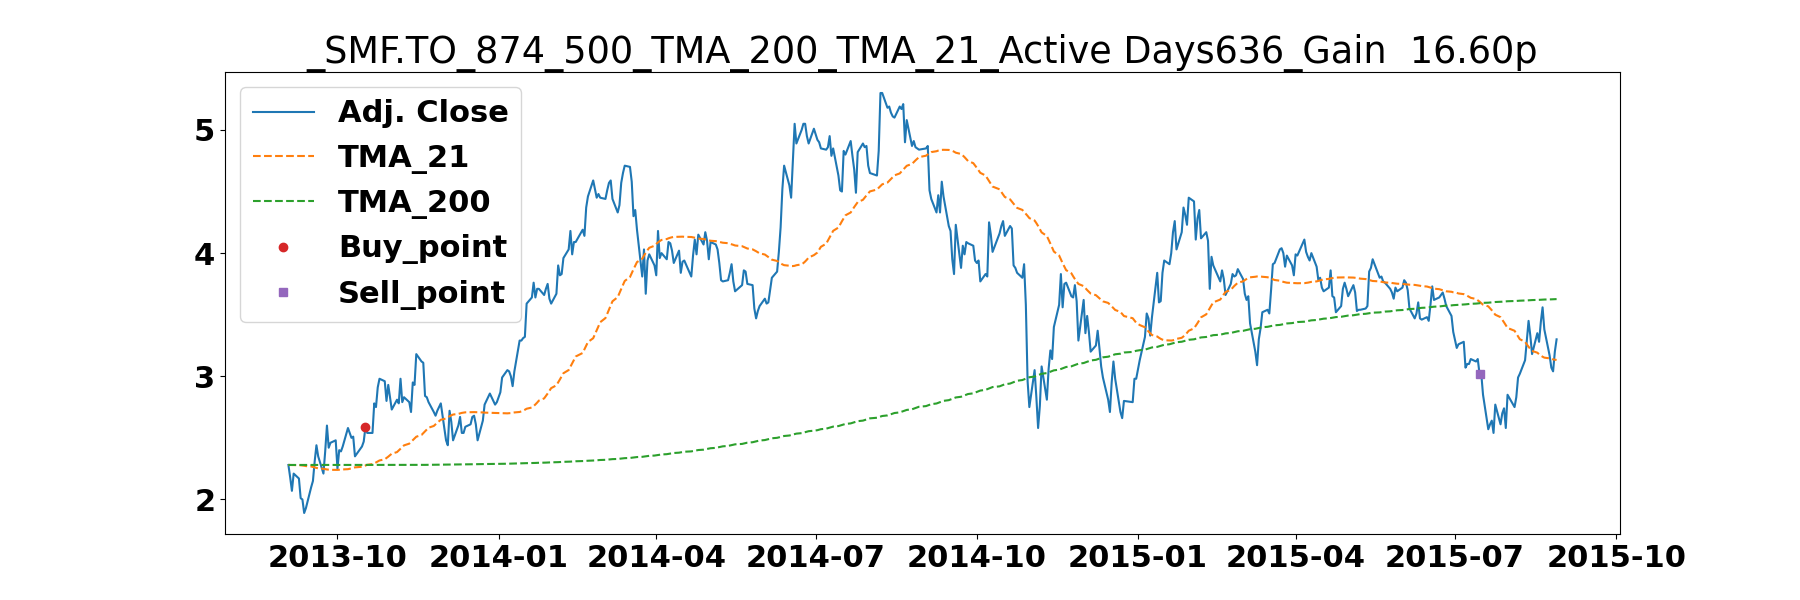 _SMF.TO_874_500_TMA_200_TMA_21_Active Days636_Gain  16.60p
Adj. Close
TMA_21
TMA_200
Buy_point
Sell_point
5
4
3
2
2013-10 2014-01 2014-04 2014-07 2014-10 2015-01 2015-04 2015-07 2015-10